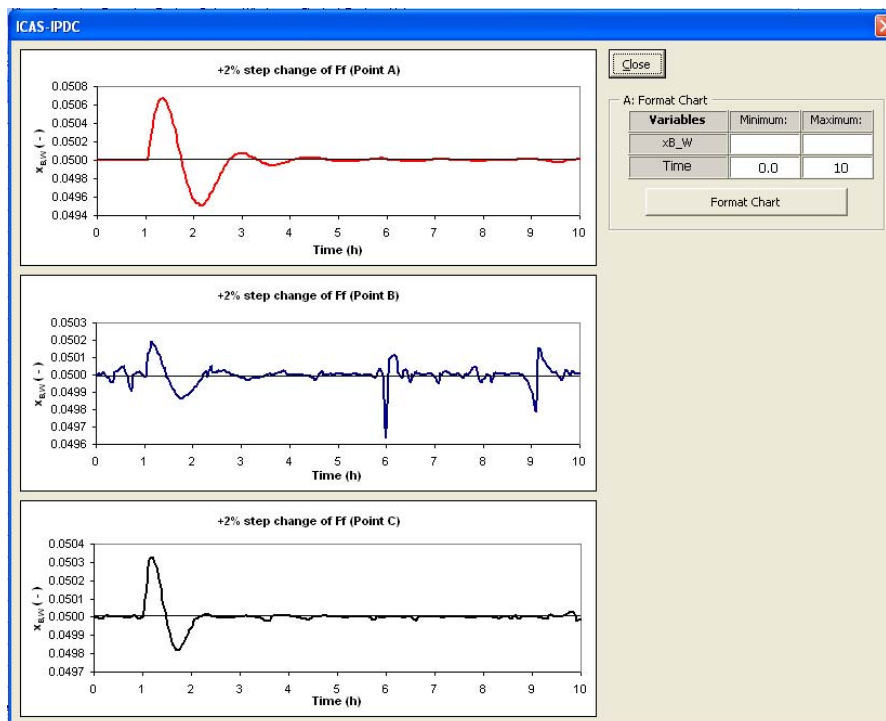 ICAS-IPDC
+2% step change of Ff (Point A)
0.0508
0.0506
0.0504
0.0502
0.0500
0.0498
0.0496
0.0494
xB,W ( - )
0 1 2 3 4 5 6 7 8 9 10
Time (h)
+2% step change of Ff (Point B)
0.0503
0.0502
0.0501
0.0500
0.0499
0.0498
0.0497
0.0496
xB,W ( - )
0 1 2 3 4 5 6 7 8 9 10
Time (h)
+2% step change of Ff (Point C)
0.0504
0.0503
0.0502
0.0501
0.0500
0.0499
0.0498
0.0497
xB,W ( - )
0 1 2 3 4 5 6 7 8 9 10
Time (h)
Close
A: Format Chart
Variables Minimum: Maximum:
xB_W
Time 0.0 10
Format Chart